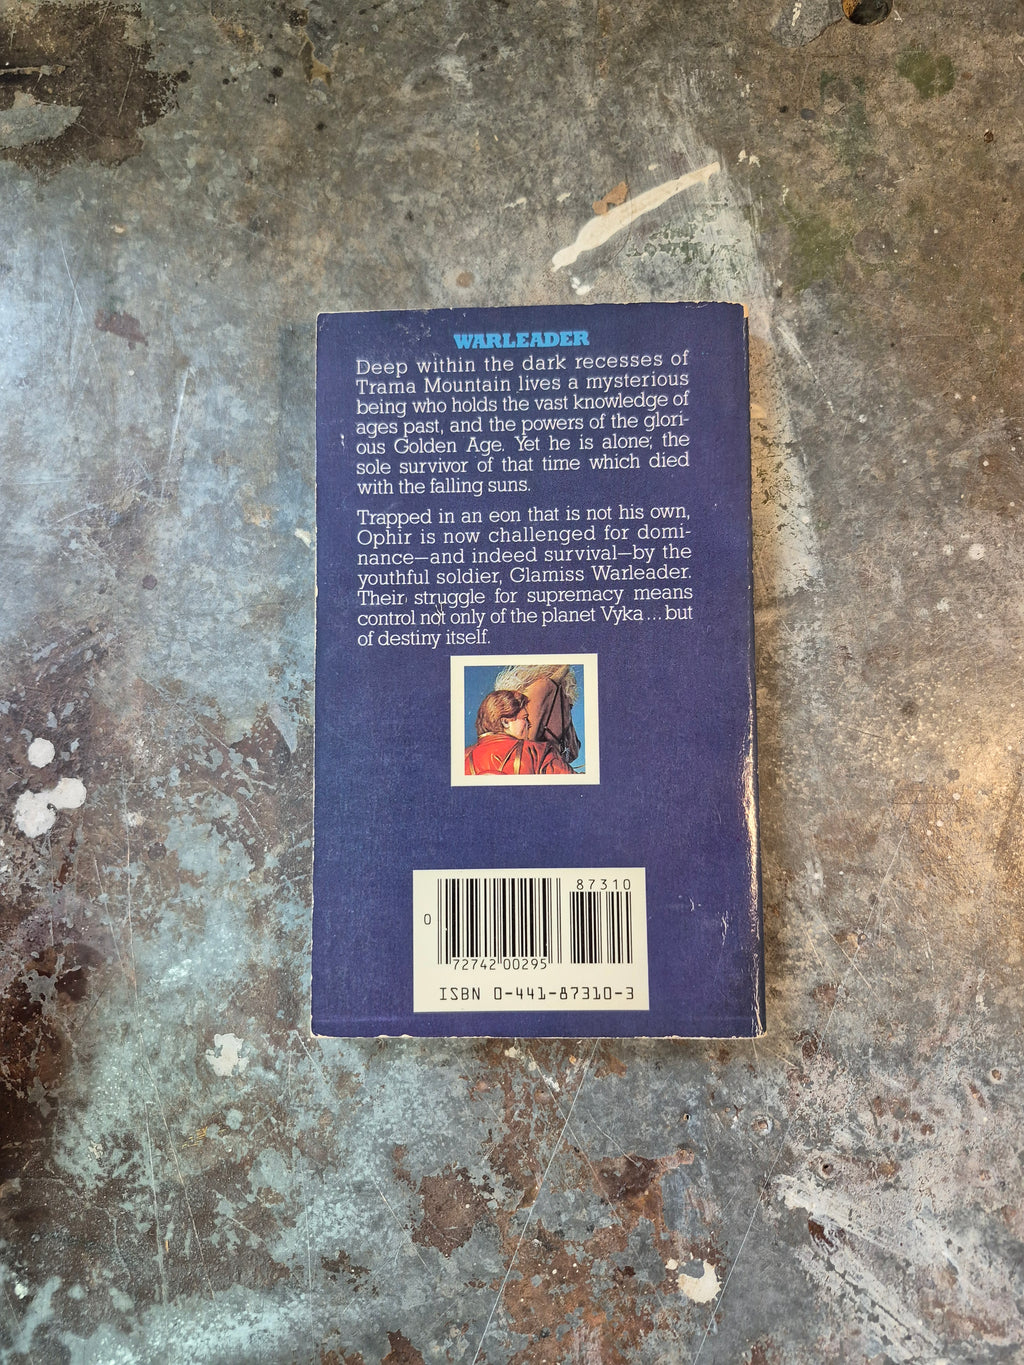 WARLEADER
Deep within the dark recesses of
Trama Mountain lives a mysterious
being who holds the vast knowledge of
ages past, and the powers of the glori-
ous Golden Age. Yet he is alone; the
sole survivor of that time which died
with the falling suns.
Trapped in an eon that is not his own,
Ophir is now challenged for domi-
nance—and indeed survival—by the
youthful soldier, Glamiss Warleader.
Their struggle for supremacy means
control not only of the planet Vyka...but
of destiny itself.
87310
0
72742 00295
ISBN 0-441-87310-3